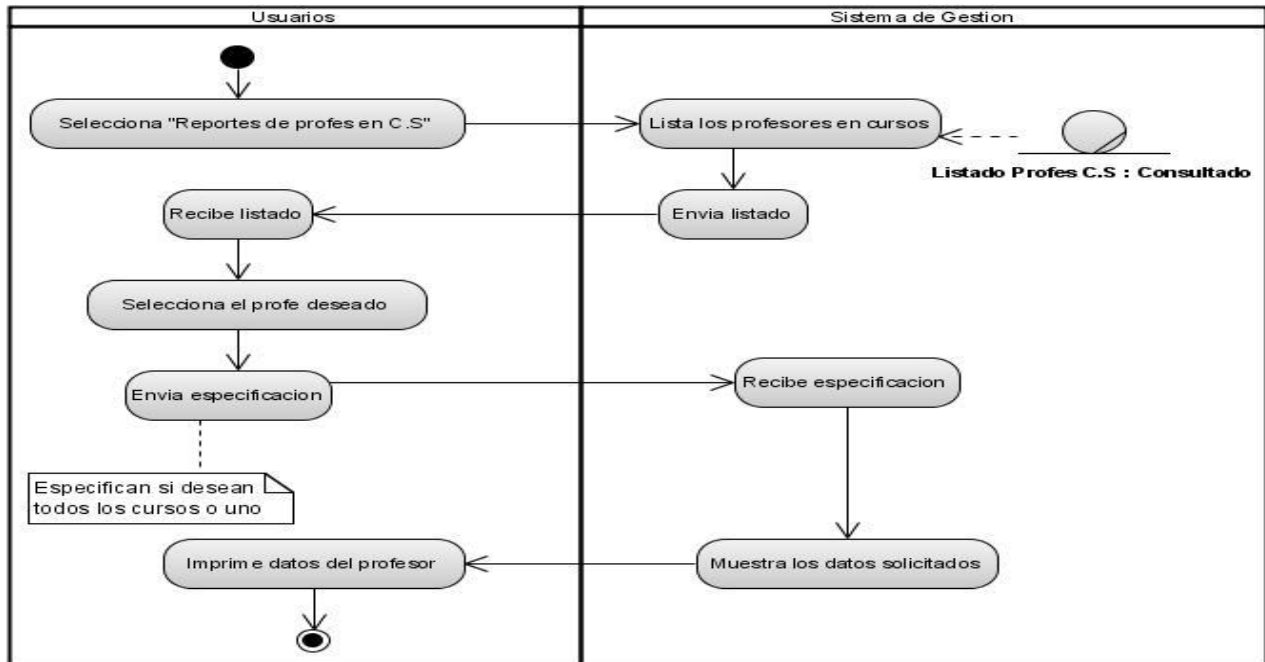 Usuarios
Sistema de Gestion
Selecciona "Reportes de profes en C.S"
Lista los profesores en cursos
Listado Profes C.S : Consultado
Recibe listado
Envia listado
Selecciona el profe deseado
Envia especificacion
Recibe especificacion
Especifican si desean
todos los cursos o uno
Imprime datos del profesor
Muestra los datos solicitados